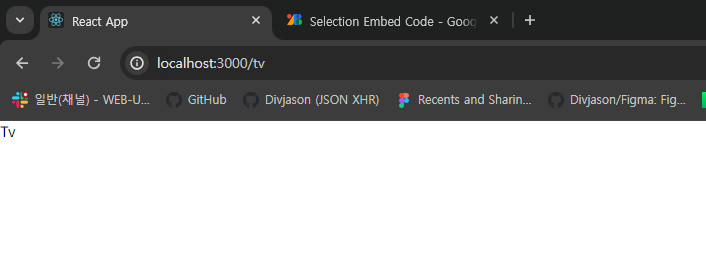 React App
Selection Embed Code - Goog
localhost:3000/tv
일반(채널) - WEB-U...
GitHub
Divjason (JSON XHR)
Recents and Sharin...
Divjason/Figma: Fig...
Tv